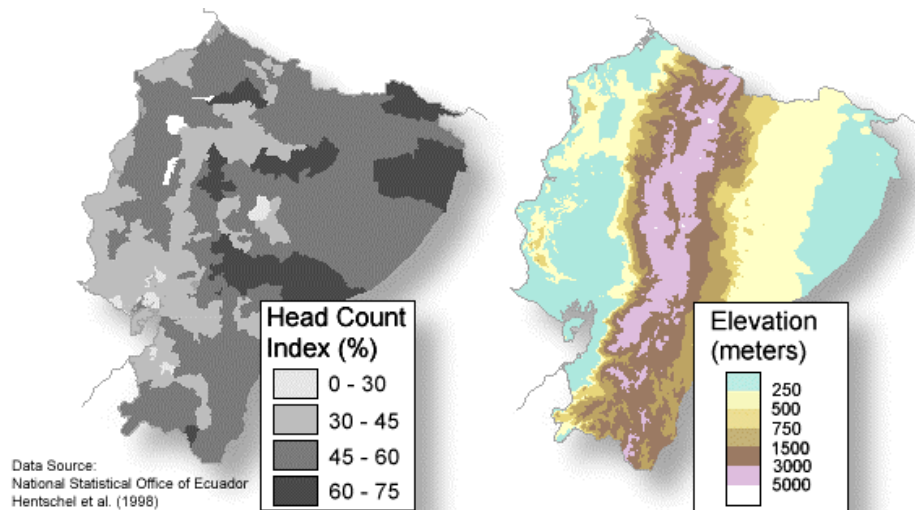 Head Count
Index (%)
0 - 30
30 - 45
45 - 60
60 - 75
Data Source:
National Statistical Office of Ecuador
Hentschel et al. (1998)
Elevation
(meters)
250
500
750
1500
3000
5000